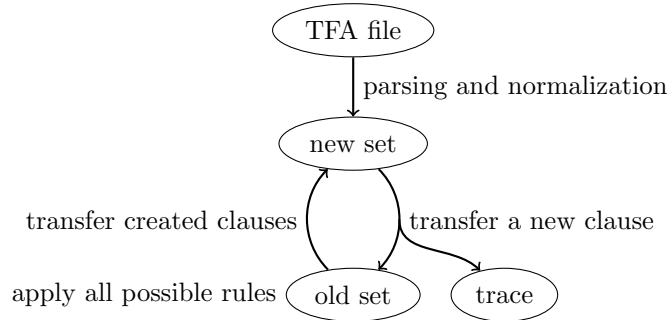 TFA file
parsing and normalization
new set
transfer created clauses
transfer a new clause
apply all possible rules
old set
trace